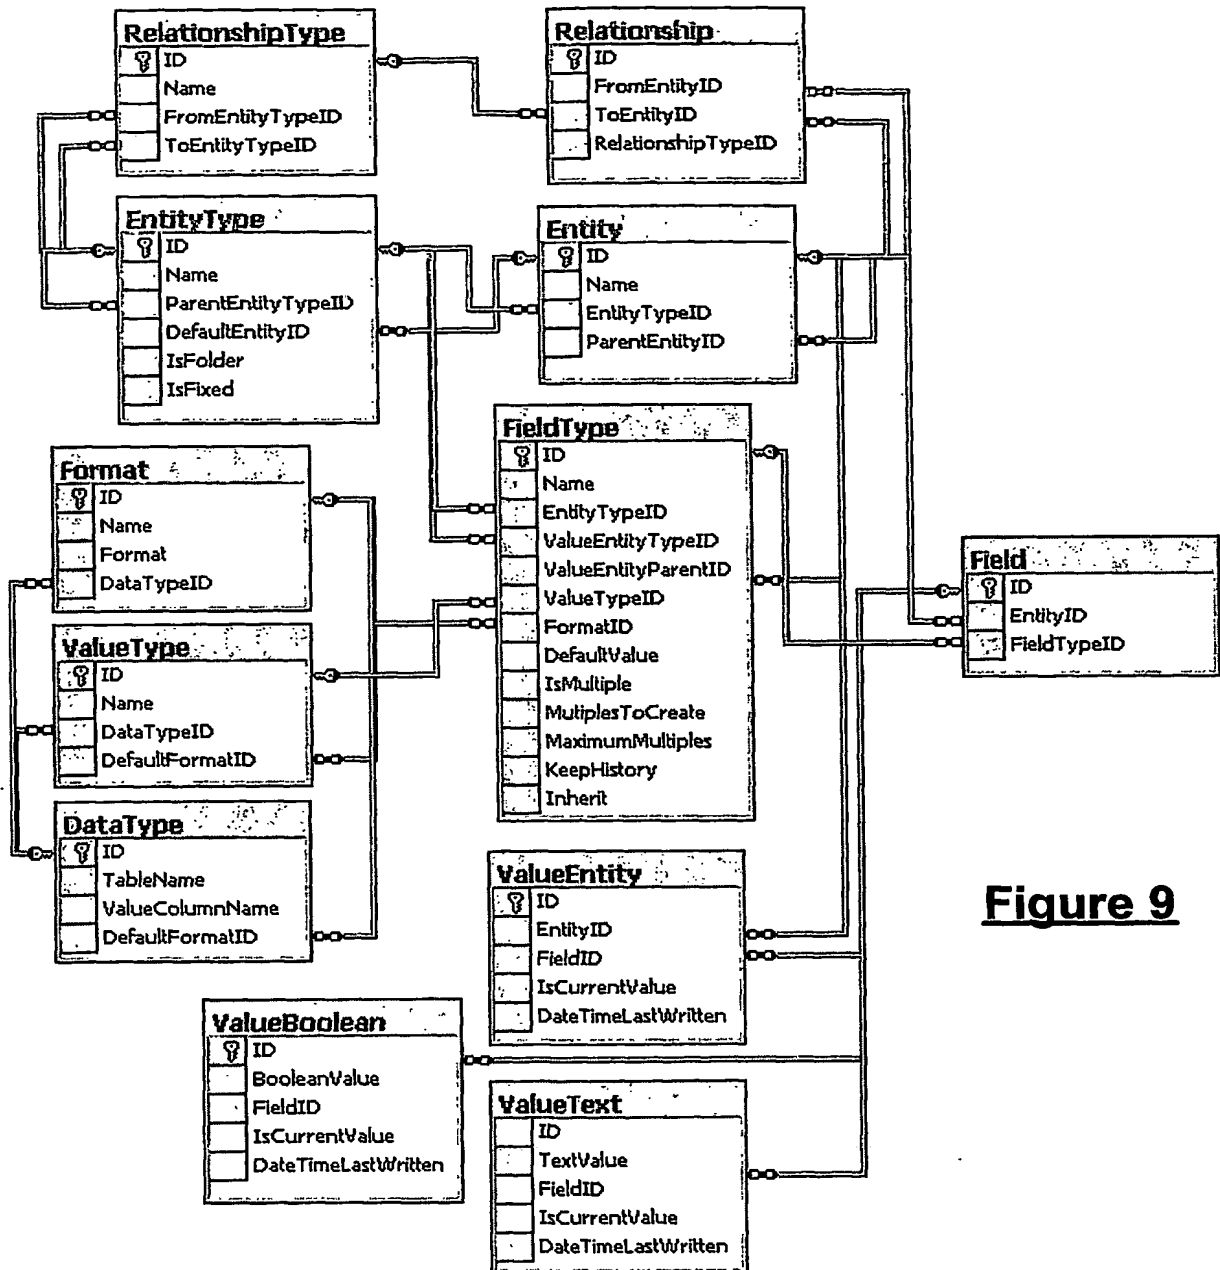 RelationshipType
ID
Name
FromEntityTypeID
ToEntityTypeID
Relationship
ID
FromEntityID
ToEntityID
RelationshipTypeID
EntityType
ID
Name
ParentEntityTypeID
DefaultEntityID
IsFolder
IsFixed
Entity
ID
Name
EntityTypeID
ParentEntityID
Format
ID
Name
Format
DataTypeID
FieldType
ID
Name
EntityTypeID
ValueEntityTypeID
ValueEntityParentID
ValueTypeID
FormatID
DefaultValue
IsMultiple
MutiplesToCreate
MaximumMultiples
KeepHistory
Inherit
Field
ID
EntityID
FieldTypeID
ValueType
ID
Name
DataTypeID
DefaultFormatID
DataType
ID
TableName
ValueColumnName
DefaultFormatID
ValueEntity
ID
EntityID
FieldID
IsCurrentValue
DateTimeLastWritten
Figure 9
ValueBoolean
ID
BooleanValue
FieldID
IsCurrentValue
DateTimeLastWritten
ValueText
ID
TextValue
FieldID
IsCurrentValue
DateTimeLastWritten